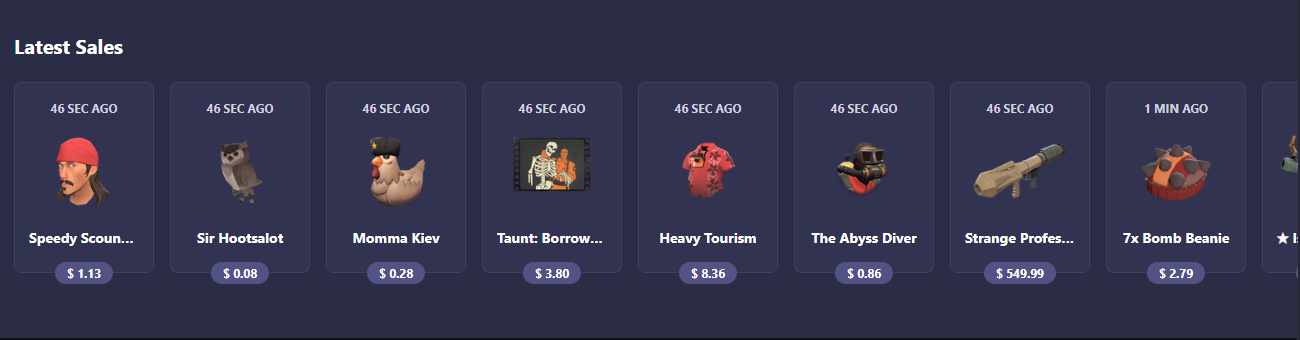 Latest Sales
46 SEC AGO
Speedy Scoun...
$ 1.13
46 SEC AGO
Sir Hootsalot
$ 0.08
46 SEC AGO
Momma Kiev
$ 0.28
46 SEC AGO
Taunt: Borrow...
$ 3.80
46 SEC AGO
Heavy Tourism
$ 8.36
46 SEC AGO
The Abyss Diver
$ 0.86
46 SEC AGO
Strange Profes...
$ 549.99
1 MIN AGO
7x Bomb Beanie
$ 2.79